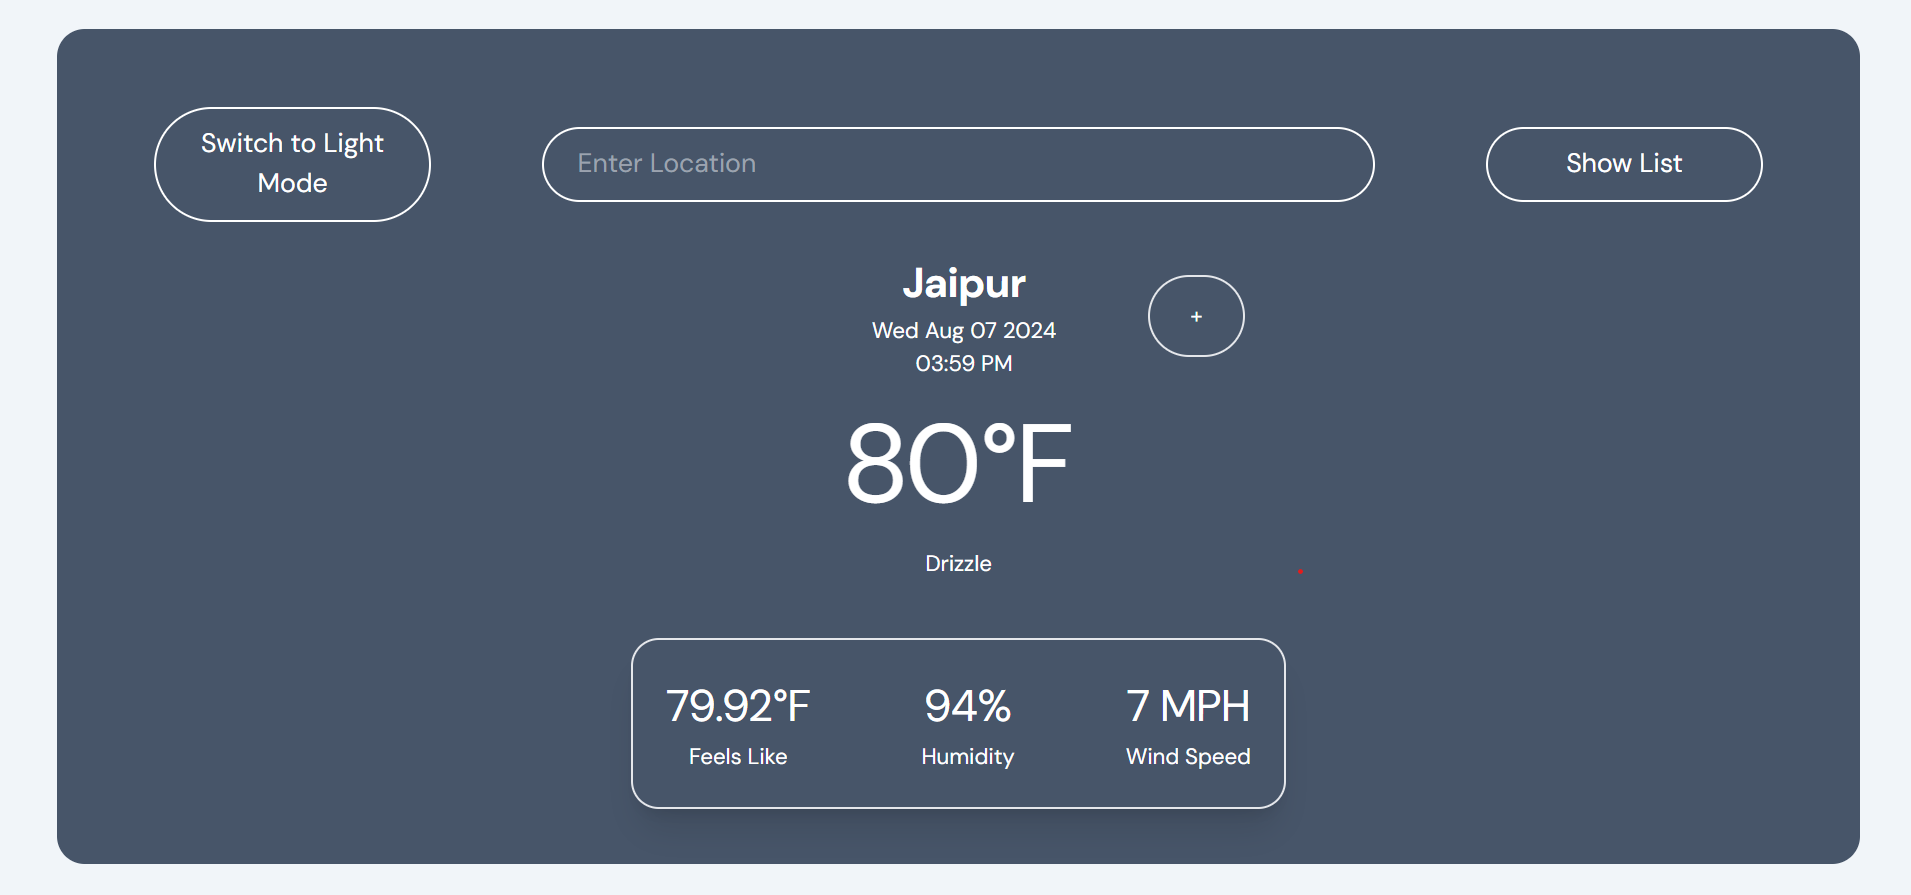 Switch to Light
Mode
Enter Location
Show List
Jaipur
+
Wed Aug 07 2024
03:59 PM
80°F
Drizzle
79.92°F
94%
7 MPH
Feels Like
Humidity
Wind Speed